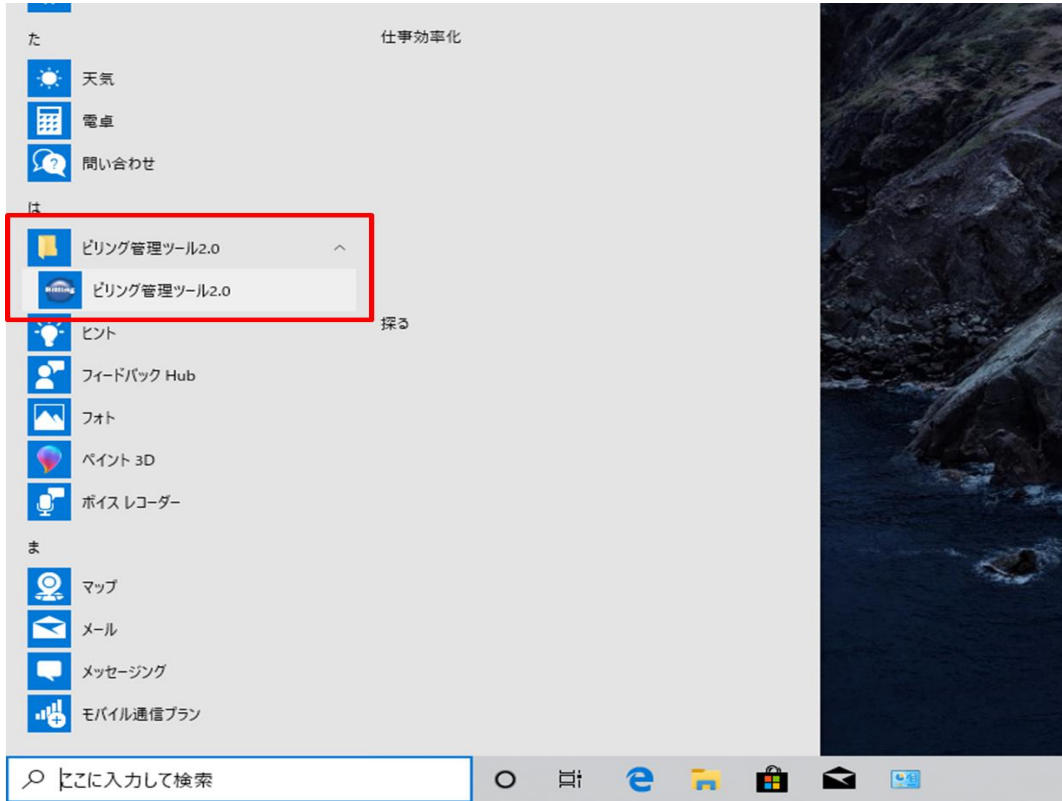 た
仕事効率化
天気
電卓
問い合わせ
は
ビリング管理ツール2.0
Billing
ビリング管理ツール2.0
ヒント
探る
フィードバック Hub
フォト
ペイント 3D
ボイス レコーダー
ま
マップ
メール
メッセージング
モバイル通信プラン
ここに入力して検索